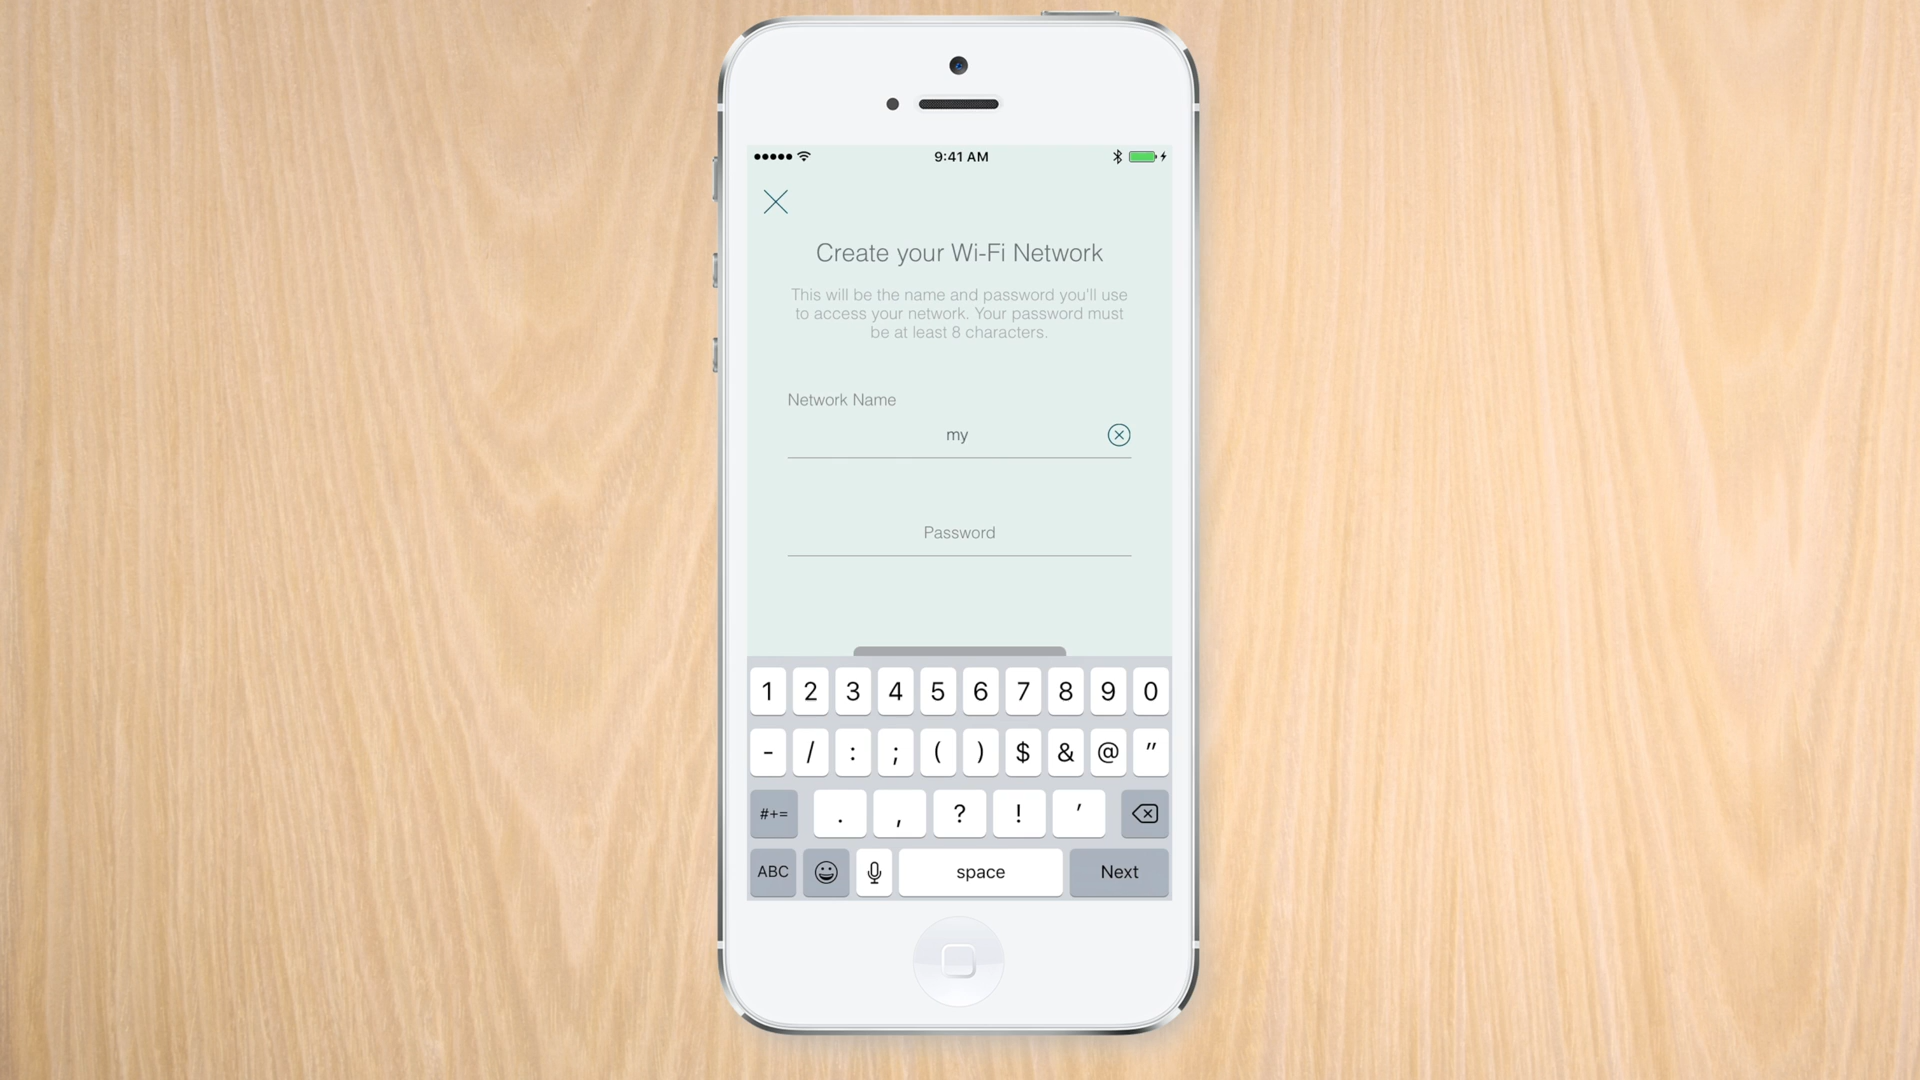 9:41 AM
Create your Wi-Fi Network
This will be the name and password you'll use
to access your network. Your password must
be at least 8 characters.
Network Name
my
Password
1 2 3 4 5 6 7 8 9 0
- / : ; ( ) $ & @ "
#+= . , ? ! '
ABC space Next